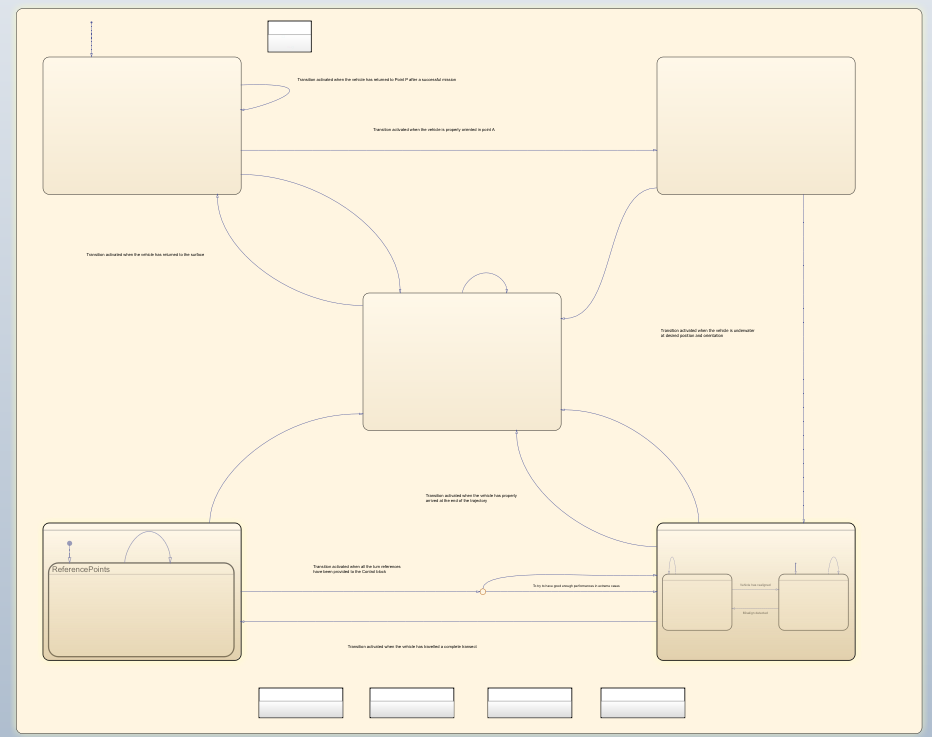 Transition activated when the vehicle has returned to Point P after a successful mission
Transition activated when the vehicle is properly oriented in point A
Transition activated when the vehicle has returned to the surface
Transition activated when the vehicle is underwater
at desired position and orientation
Transition activated when the vehicle has properly
arrived at the end of the trajectory
ReferencePoints
Transition activated when all the turn references
have been provided to the Control block
To try to have good enough performances in extreme cases
Transition activated when the vehicle has travelled a complete transect